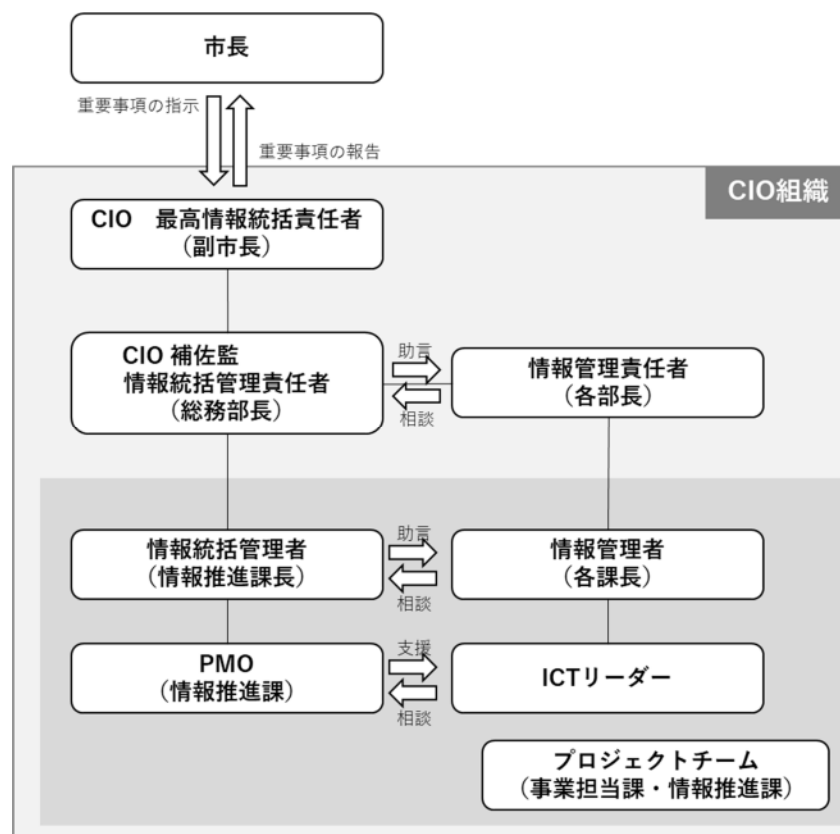 市長
重要事項の指示
重要事項の報告
CIO組織
CIO 最高情報統括責任者
(副市長)
CIO 補佐監
情報統括管理責任者
(総務部長)
助言
相談
情報管理責任者
(各部長)
情報統括管理者
(情報推進課長)
助言
相談
情報管理者
(各課長)
PMO
(情報推進課)
支援
相談
ICTリーダー
プロジェクトチーム
(事業担当課・情報推進課)